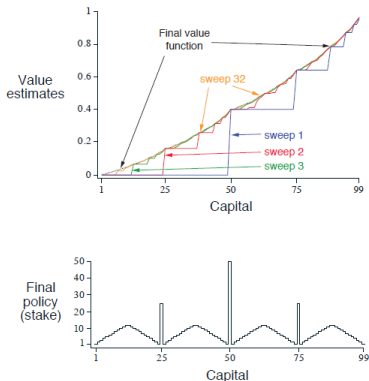 1
Final value
function
0.8
Value
estimates
0.6
sweep 32
0.4
sweep 1
0.2
sweep 2
sweep 3
0
1
25
50
75
99
Capital
50
40
Final
policy
(stake)
30
20
10
1
1
25
50
75
99
Capital